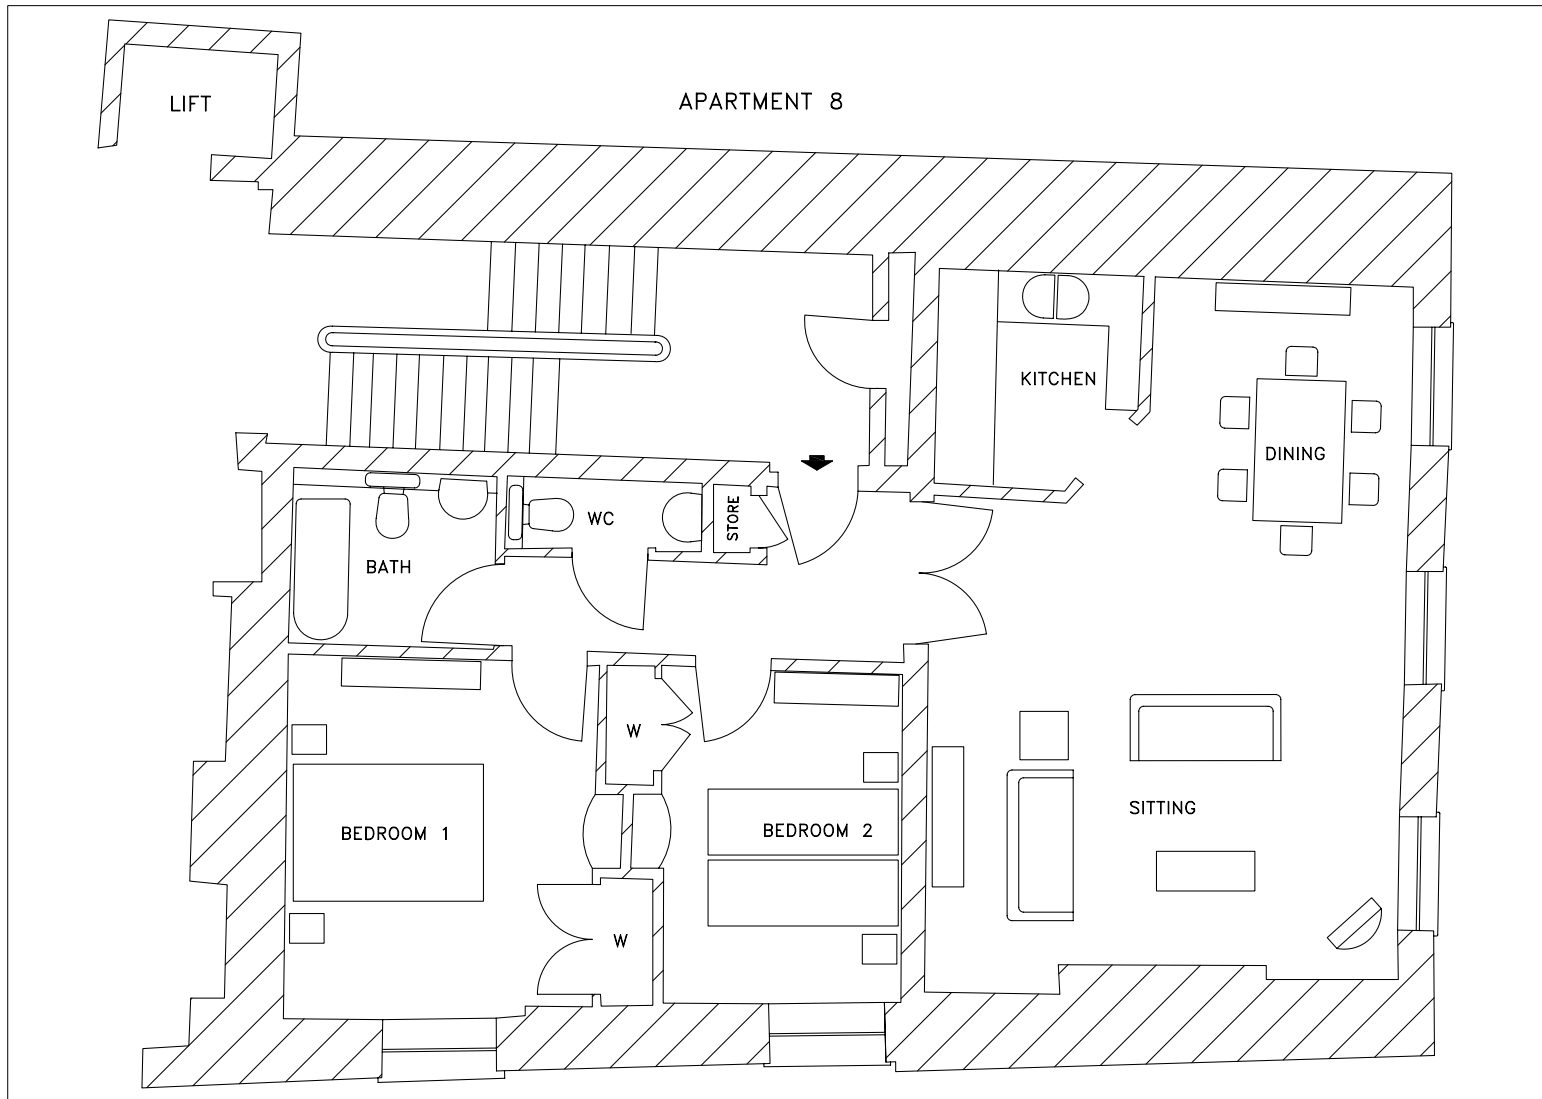 LIFT
APARTMENT 8
KITCHEN
DINING
STORE
WC
BATH
W
SITTING
BEDROOM 1
BEDROOM 2
W